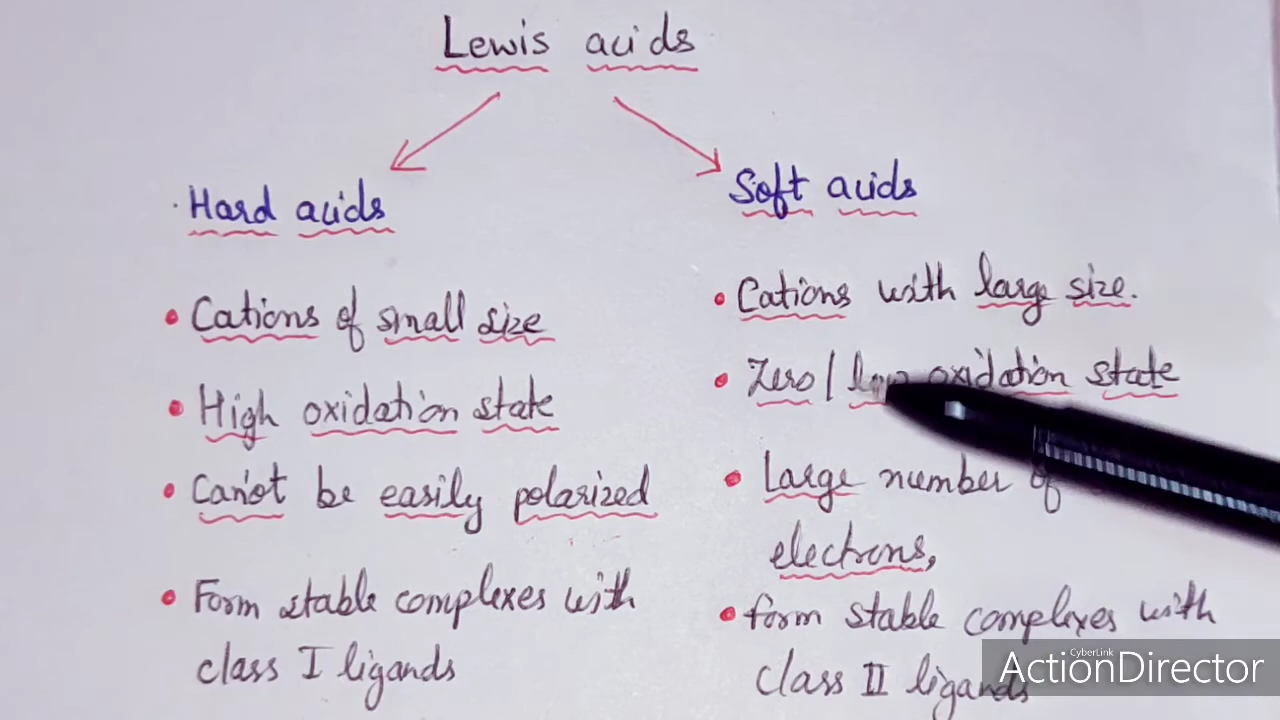 Lewis acids
Hard acids
• Cations of small size
• High oxidation state
• Can'ot be easily polarized
• Form stable complexes with
class I ligands
Soft acids
• Cations with large size.
• Zero / low oxidation state
• Large number of
electrons,
• form stable complexes with
class II ligands
CyberLink
ActionDirector